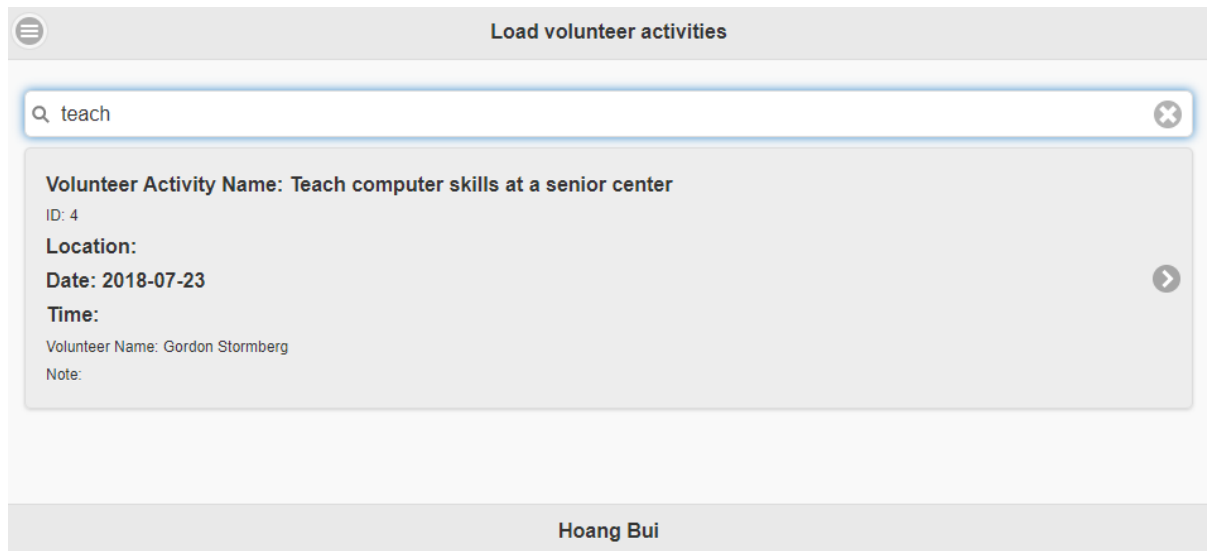 Load volunteer activities
teach
Volunteer Activity Name: Teach computer skills at a senior center
ID: 4
Location:
Date: 2018-07-23
Time:
Volunteer Name: Gordon Stormberg
Note:
Hoang Bui